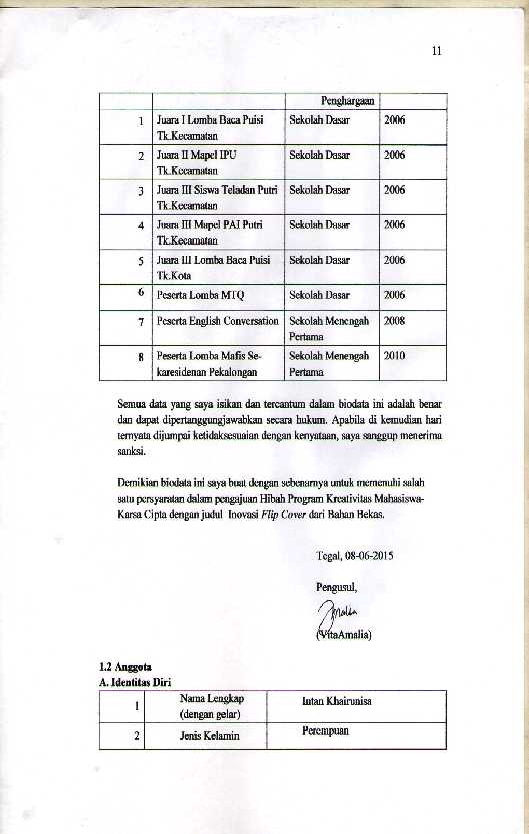 11
Penghargaan
1 Juara I Lomba Baca Puisi Sekolah Dasar 2006
Tk.Kecamatan
2 Juara II Mapel IPU Sekolah Dasar 2006
Tk.Kecamatan
3 Juara III Siswa Teladan Putri Sekolah Dasar 2006
Tk.Kecamatan
4 Juara III Mapel PAI Putri Sekolah Dasar 2006
Tk.Kecamatan
5 Juara III Lomba Baca Puisi Sekolah Dasar 2006
Tk.Kota
6 Peserta Lomba MTQ Sekolah Dasar 2006
7 Peserta English Conversation Sekolah Menengah 2008
Pertama
8 Peserta Lomba Mafis Se- Sekolah Menengah 2010
karesidenan Pekalongan Pertama
Semua data yang saya isikan dan tercantum dalam biodata ini adalah benar
dan dapat dipertanggungjawabkan secara hukum. Apabila di kemudian hari
ternyata dijumpai ketidaksesuaian dengan kenyataan, saya sanggup menerima
sanksi.
Demikian biodata ini saya buat dengan sebenarnya untuk memenuhi salah
satu persyaratan dalam pengajuan Hibah Program Kreativitas Mahasiswa-
Karsa Cipta dengan judul Inovasi Flip Cover dari Bahan Bekas.
Tegal, 08-06-2015
Pengusul,
Amalia
(VitaAmalia)
1.2 Anggota
A. Identitas Diri
1 Nama Lengkap Intan Khairunisa
(dengan gelar)
2 Jenis Kelamin Perempuan